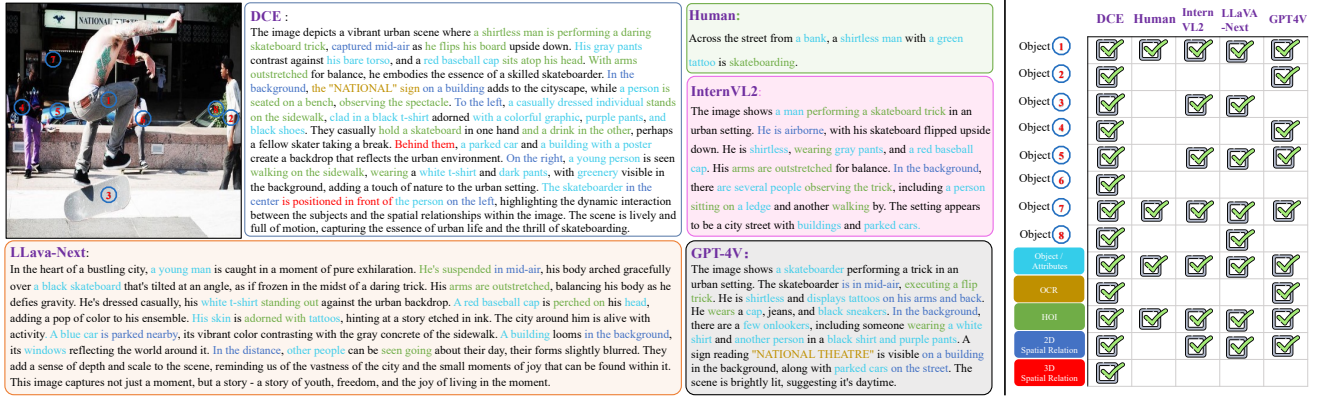 NATIONAL THEATRE
7
4
5
1
8
6
2
3
DCE :
The image depicts a vibrant urban scene where a shirtless man is performing a daring
skateboard trick, captured mid-air as he flips his board upside down. His gray pants
contrast against his bare torso, and a red baseball cap sits atop his head. With arms
outstretched for balance, he embodies the essence of a skilled skateboarder. In the
background, the "NATIONAL" sign on a building adds to the cityscape, while a person is
seated on a bench, observing the spectacle. To the left, a casually dressed individual stands
on the sidewalk, clad in a black t-shirt adorned with a colorful graphic, purple pants, and
black shoes. They casually hold a skateboard in one hand and a drink in the other, perhaps
a fellow skater taking a break. Behind them, a parked car and a building with a poster
create a backdrop that reflects the urban environment. On the right, a young person is seen
walking on the sidewalk, wearing a white t-shirt and dark pants, with greenery visible in
the background, adding a touch of nature to the urban setting. The skateboarder in the
center is positioned in front of the person on the left, highlighting the dynamic interaction
between the subjects and the spatial relationships within the image. The scene is lively and
full of motion, capturing the essence of urban life and the thrill of skateboarding.
Human:
Across the street from a bank, a shirtless man with a green
tattoo is skateboarding.
InternVL2:
The image shows a man performing a skateboard trick in an
urban setting. He is airborne, with his skateboard flipped upside
down. He is shirtless, wearing gray pants, and a red baseball
cap. His arms are outstretched for balance. In the background,
there are several people observing the trick, including a person
sitting on a ledge and another walking by. The setting appears
to be a city street with buildings and parked cars.
LLava-Next:
In the heart of a bustling city, a young man is caught in a moment of pure exhilaration. He's suspended in mid-air, his body arched gracefully
over a black skateboard that's tilted at an angle, as if frozen in the midst of a daring trick. His arms are outstretched, balancing his body as he
defies gravity. He's dressed casually, his white t-shirt standing out against the urban backdrop. A red baseball cap is perched on his head,
adding a pop of color to his ensemble. His skin is adorned with tattoos, hinting at a story etched in ink. The city around him is alive with
activity. A blue car is parked nearby, its vibrant color contrasting with the gray concrete of the sidewalk. A building looms in the background,
its windows reflecting the world around it. In the distance, other people can be seen going about their day, their forms slightly blurred. They
add a sense of depth and scale to the scene, reminding us of the vastness of the city and the small moments of joy that can be found within it.
This image captures not just a moment, but a story - a story of youth, freedom, and the joy of living in the moment.
GPT-4V:
The image shows a skateboarder performing a trick in an
urban setting. The skateboarder is in mid-air, executing a flip
trick. He is shirtless and displays tattoos on his arms and back.
He wears a cap, jeans, and black sneakers. In the background,
there are a few onlookers, including someone wearing a white
shirt and another person in a black shirt and purple pants. A
sign reading "NATIONAL THEATRE" is visible on a building
in the background, along with parked cars on the street. The
scene is brightly lit, suggesting it's daytime.
DCE Human Intern VL2 LLaVA -Next GPT4V
Object 1
Object 2
Object 3
Object 4
Object 5
Object 6
Object 7
Object 8
Object /
Attributes
OCR
HOI
2D
Spatial Relation
3D
Spatial Relation